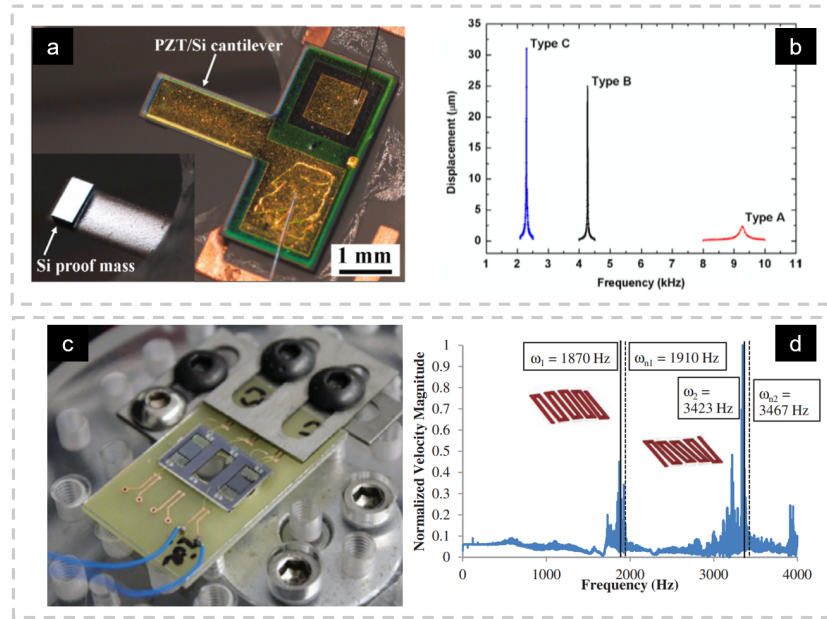 a
PZT/Si cantilever
Si proof mass
1 mm
b
Displacement (μm)
35
30
25
20
15
10
5
0
Type C
Type B
Type A
1 2 3 4 5 6 7 8 9 10 11
Frequency (kHz)
c
d
Normalized Velocity Magnitude
1
0.9
0.8
0.7
0.6
0.5
0.4
0.3
0.2
0.1
0
ω₁ = 1870 Hz
ωₙ₁ = 1910 Hz
ω₂ =
3423 Hz
ωₙ₂ =
3467 Hz
0 1000 2000 3000 4000
Frequency (Hz)